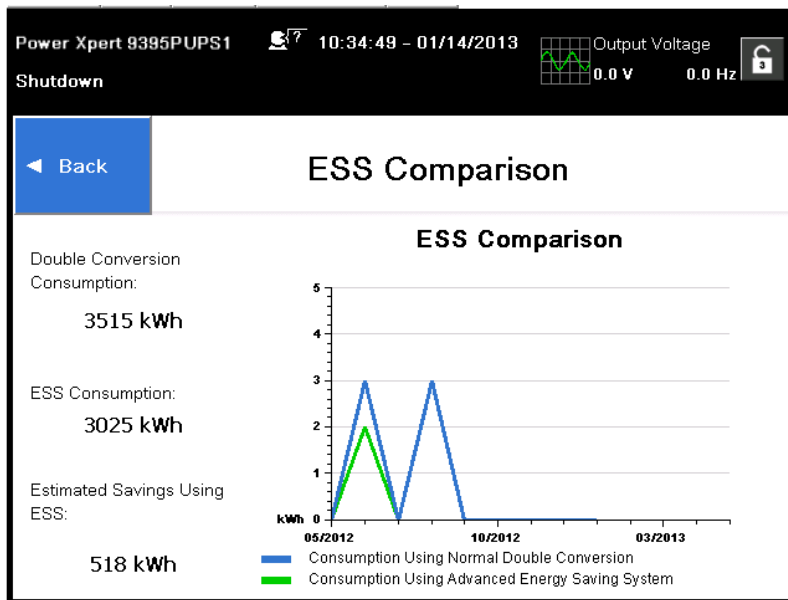 Power Xpert 9395PUPS1
? 10:34:49 - 01/14/2013
Output Voltage
0.0 V 0.0 Hz
3
Shutdown
◄ Back
ESS Comparison
Double Conversion
Consumption:
3515 kWh
ESS Consumption:
3025 kWh
Estimated Savings Using
ESS:
518 kWh
ESS Comparison
5
4
3
2
1
kWh 0
05/2012 10/2012 03/2013
Consumption Using Normal Double Conversion
Consumption Using Advanced Energy Saving System